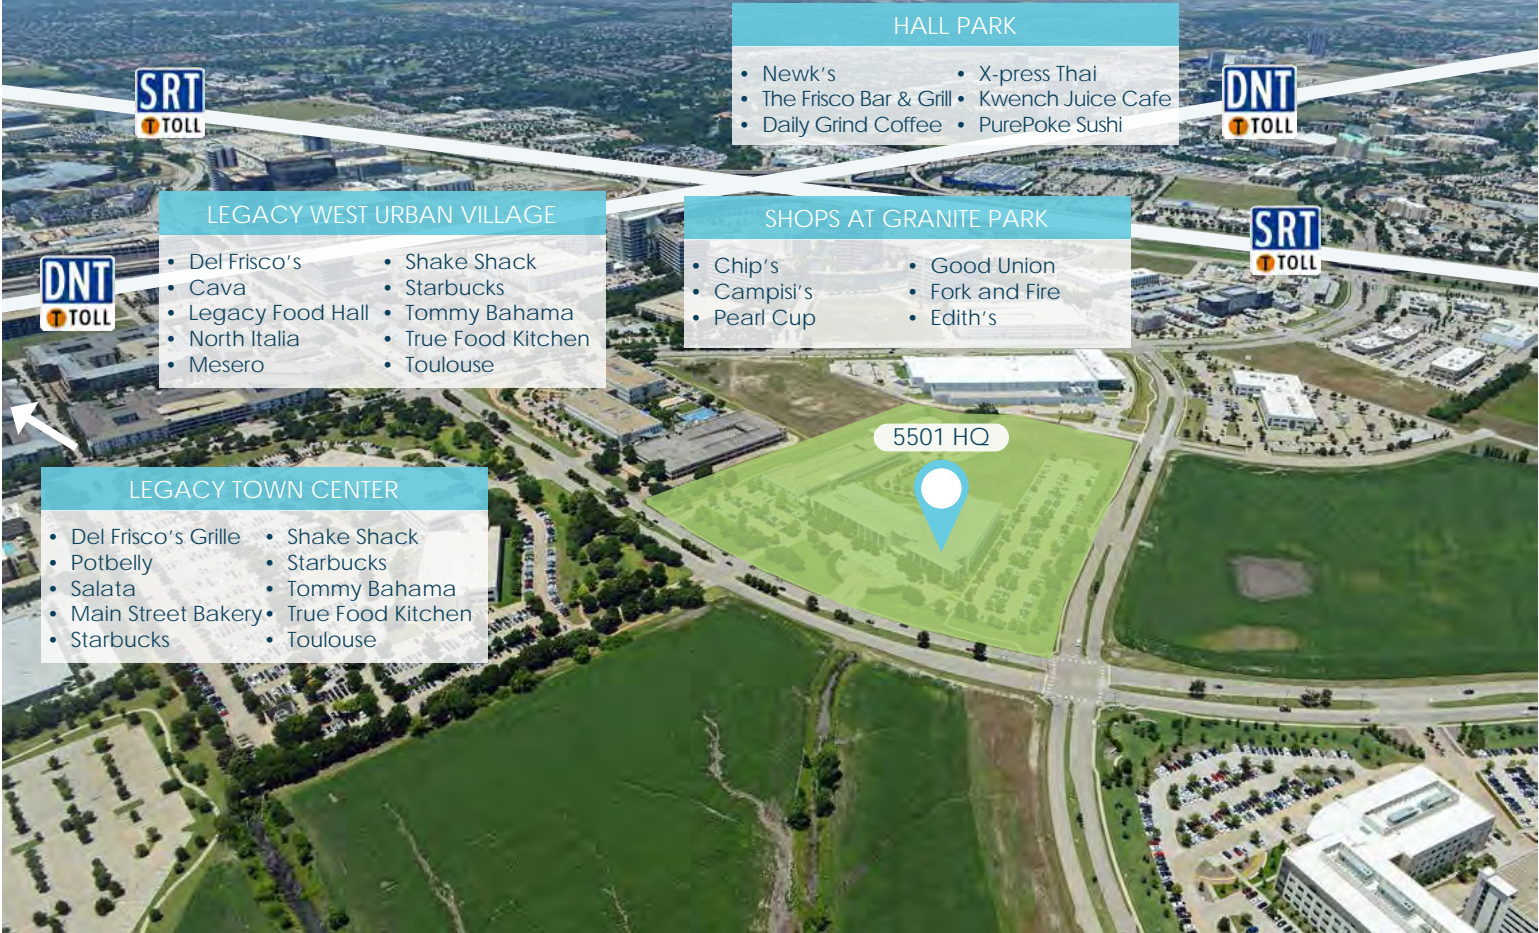 HALL PARK
• Newk's
• The Frisco Bar & Grill
• Daily Grind Coffee
• X-press Thai
• Kwench Juice Cafe
• PurePoke Sushi
SRT
T TOLL
DNT
T TOLL
LEGACY WEST URBAN VILLAGE
• Del Frisco's
• Cava
• Legacy Food Hall
• North Italia
• Mesero
• Shake Shack
• Starbucks
• Tommy Bahama
• True Food Kitchen
• Toulouse
SHOPS AT GRANITE PARK
• Chip's
• Campisi's
• Pearl Cup
• Good Union
• Fork and Fire
• Edith's
SRT
T TOLL
DNT
T TOLL
5501 HQ
LEGACY TOWN CENTER
• Del Frisco's Grille
• Potbelly
• Salata
• Main Street Bakery
• Starbucks
• Shake Shack
• Starbucks
• Tommy Bahama
• True Food Kitchen
• Toulouse